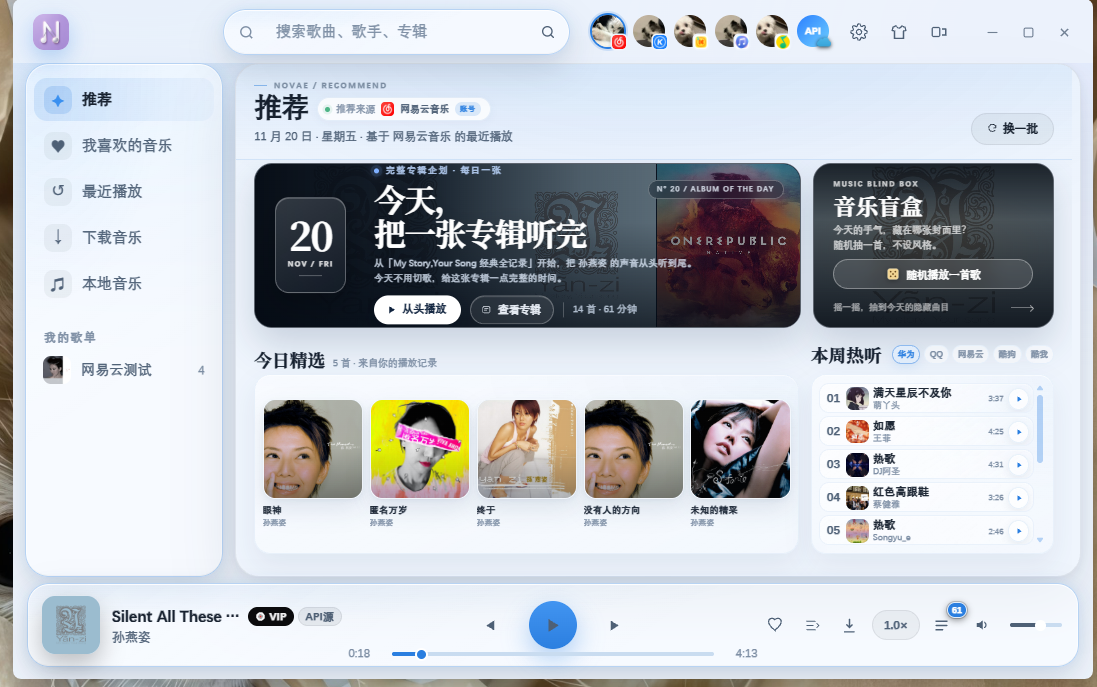 搜索歌曲、歌手、专辑
API
推荐
我喜欢的音乐
最近播放
下载音乐
本地音乐
我的歌单
网易云测试 4
NOVAE / RECOMMEND
推荐
推荐来源 网易云音乐 账号
11 月 20 日 · 星期五 · 基于 网易云音乐 的最近播放
换一批
20
NOV / FRI
完整专辑企划 · 每日一张
今天,
把一张专辑听完
从「My Story,Your Song 经典全记录」开始，把 孙燕姿 的声音从头听到尾。
今天不用切歌，给这张专辑一点完整的时间。
从头播放
查看专辑
14 首 · 61 分钟
N° 20 / ALBUM OF THE DAY
ONEREPUBLIC
NATIVE
Yan-zi
MUSIC BLIND BOX
音乐盲盒
今天的手气，藏在哪张封面里?
随机抽一首，不设风格。
随机播放一首歌
摇一摇，抽到今天的隐藏曲目
Yan-zi
今日精选 5 首 · 来自你的播放记录
眼神
孙燕姿
匿名万岁
孙燕姿
终于
孙燕姿
没有人的方向
孙燕姿
未知的精采
孙燕姿
本周热听 华为 QQ 网易云 酷狗 酷我
01 满天星辰不及你 3:37
萌丫头
02 如愿 4:25
王菲
03 热歌 4:31
DJ阿圣
04 红色高跟鞋 3:26
蔡健雅
05 热歌 2:46
Songyu_e
Yan-zi
Silent All These ··· VIP API源
孙燕姿
0:18
4:13
1.0×
61